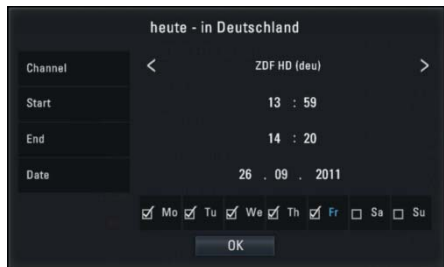 heute - in Deutschland
Channel < ZDF HD (deu) >
Start 13 : 59
End 14 : 20
Date 26 . 09 . 2011
Mo Tu We Th Fr Sa Su
OK